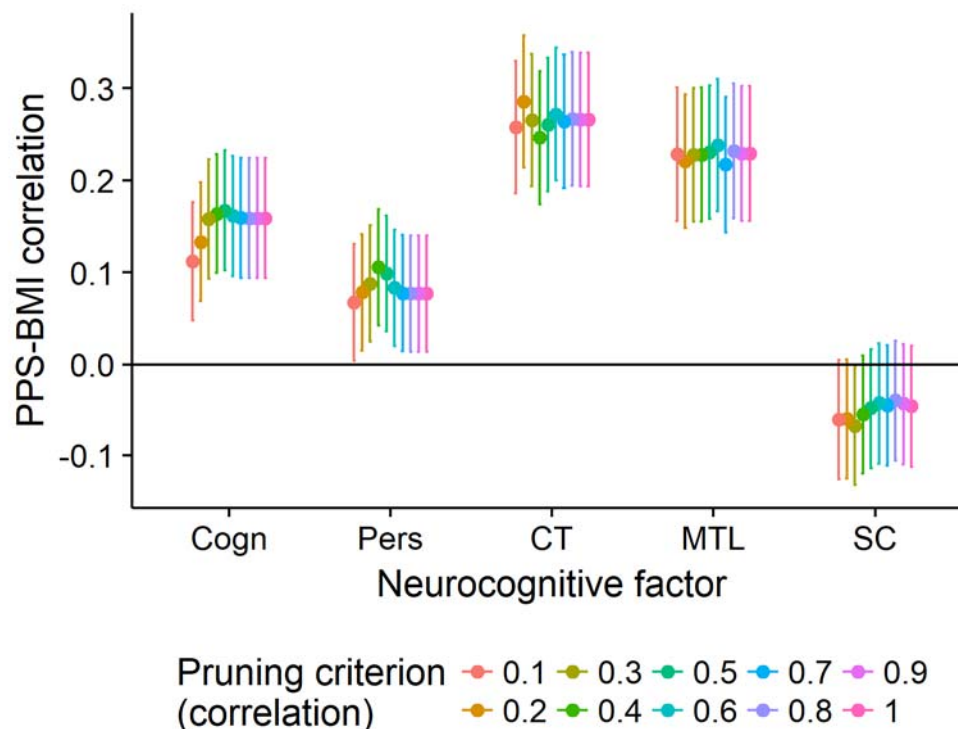 PPS-BMI correlation
0.3
0.2
0.1
0.0
-0.1
Cogn Pers CT MTL SC
Neurocognitive factor
Pruning criterion
(correlation)
0.1 0.3 0.5 0.7 0.9
0.2 0.4 0.6 0.8 1